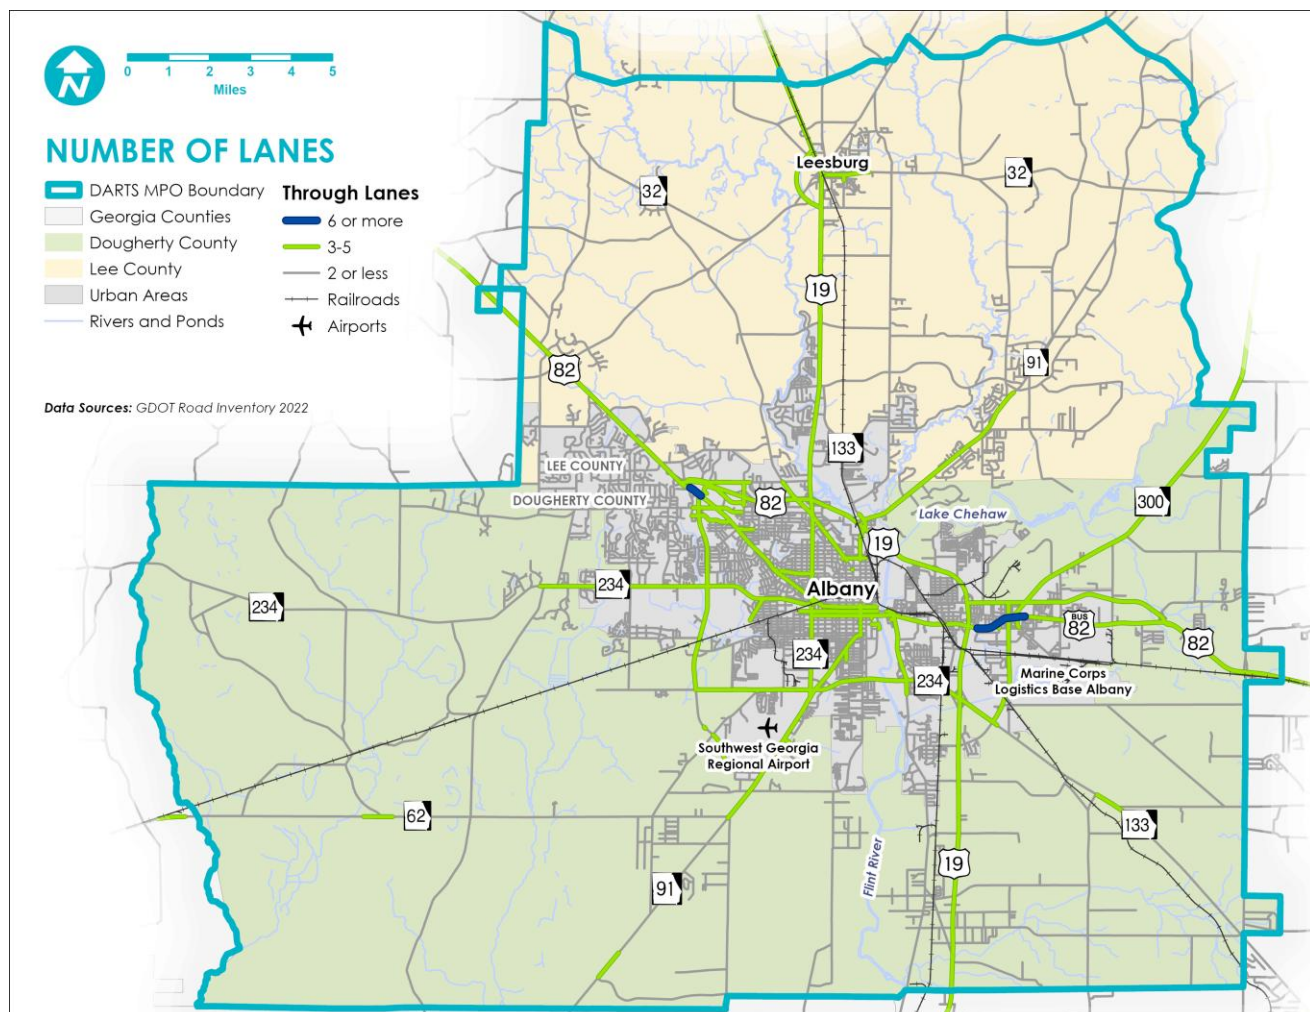 N
0 1 2 3 4 5
Miles
NUMBER OF LANES
DARTS MPO Boundary
Georgia Counties
Dougherty County
Lee County
Urban Areas
Rivers and Ponds
Through Lanes
6 or more
3-5
2 or less
Railroads
Airports
Data Sources: GDOT Road Inventory 2022
Leesburg
32
32
19
82
91
133
LEE COUNTY
DOUGHERTY COUNTY
82
300
Lake Chehaw
19
234
Albany
234
BUS
82
82
234
234
Marine Corps
Logistics Base Albany
Southwest Georgia
Regional Airport
62
133
Flint River
19
91